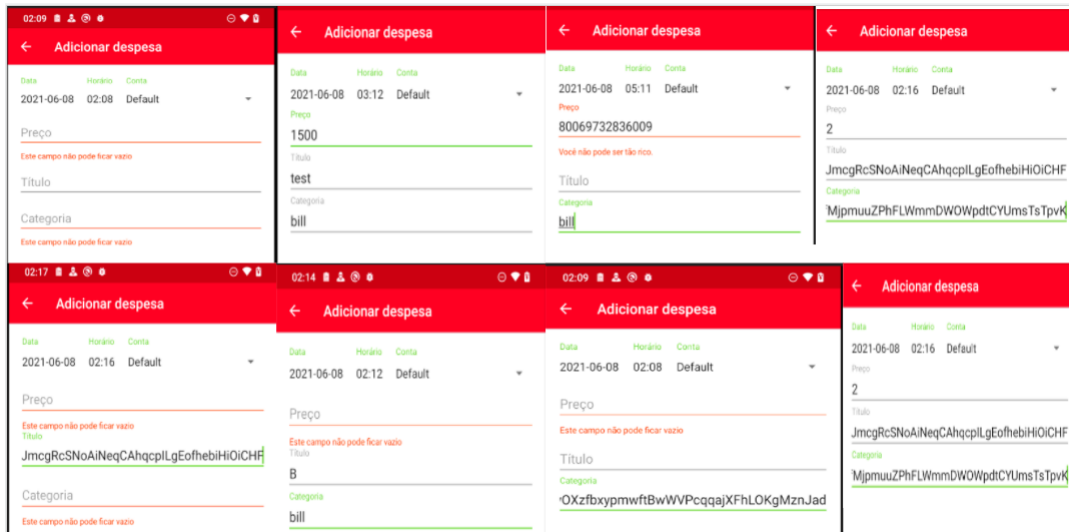 02:09
Adicionar despesa
Data Horário Conta
2021-06-08 02:08 Default
Preço
Este campo não pode ficar vazio
Título
Categoria
Este campo não pode ficar vazio
Adicionar despesa
Data Horário Conta
2021-06-08 03:12 Default
Preço
1500
Título
test
Categoria
bill
Adicionar despesa
Data Horário Conta
2021-06-08 05:11 Default
Preço
80069732836009
Você não pode ser tão rico.
Título
Categoria
bill
Adicionar despesa
Data Horário Conta
2021-06-08 02:16 Default
Preço
2
Título
JmcgRcSNoAiNeqCAhqcpILgEofhebiHiOiCHF
Categoria
MjpmuuZPhFLWmmDWOWpdtCYUmsTsTpvK
02:17
Adicionar despesa
Data Horário Conta
2021-06-08 02:16 Default
Preço
Este campo não pode ficar vazio
Título
JmcgRcSNoAiNeqCAhqcpILgEofhebiHiOiCHF
Categoria
Este campo não pode ficar vazio
02:14
Adicionar despesa
Data Horário Conta
2021-06-08 02:12 Default
Preço
Este campo não pode ficar vazio
Título
B
Categoria
bill
02:09
Adicionar despesa
Data Horário Conta
2021-06-08 02:08 Default
Preço
Este campo não pode ficar vazio
Título
Categoria
OXzfbxypmwftBwWVPcqqajXFhLOKgMznJad
Adicionar despesa
Data Horário Conta
2021-06-08 02:16 Default
Preço
2
Título
JmcgRcSNoAiNeqCAhqcpILgEofhebiHiOiCHF
Categoria
MjpmuuZPhFLWmmDWOWpdtCYUmsTsTpvK